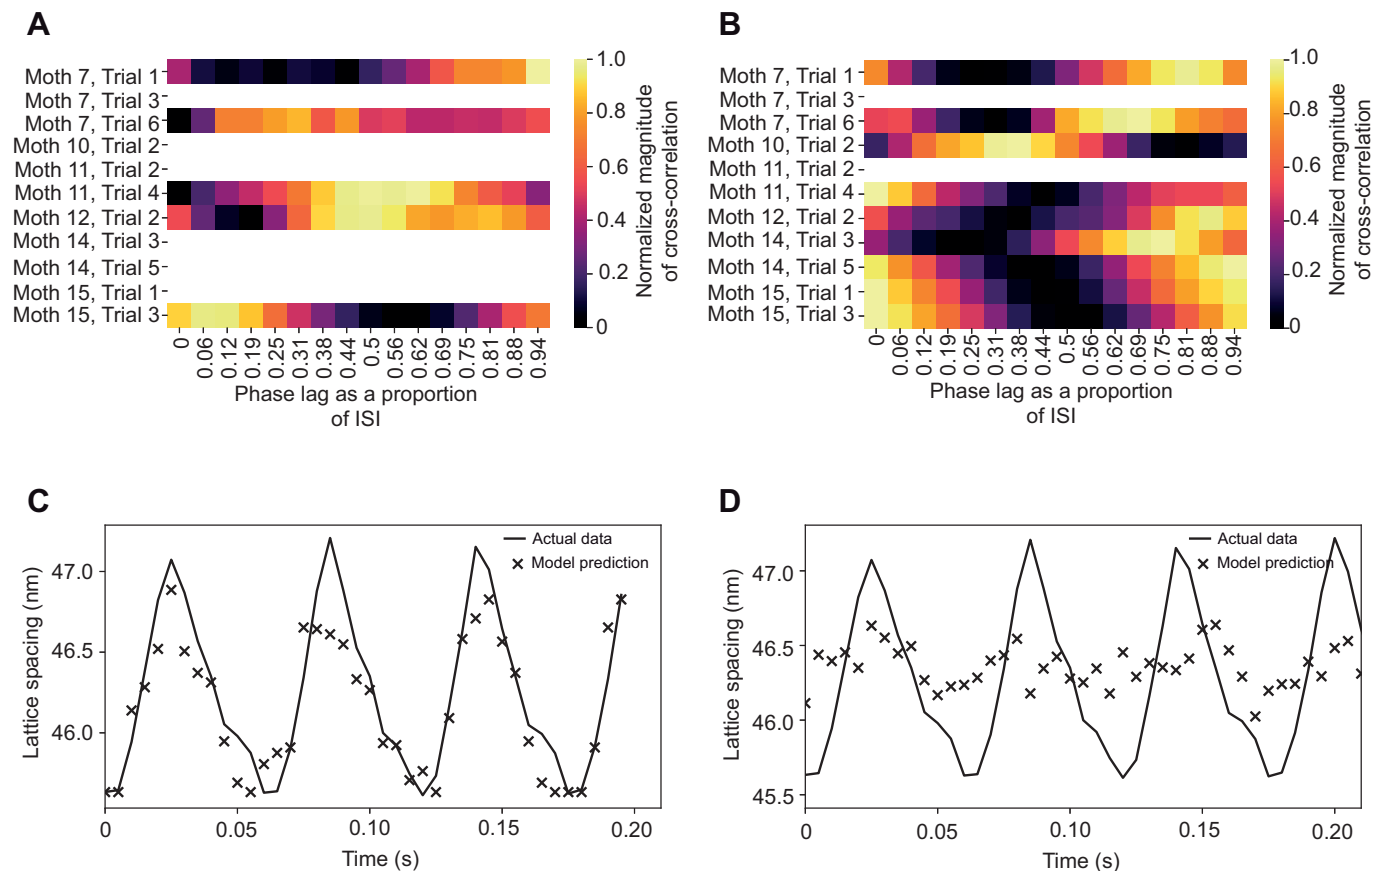 A
Moth 7, Trial 1
Moth 7, Trial 3
Moth 7, Trial 6
Moth 10, Trial 2
Moth 11, Trial 2
Moth 11, Trial 4
Moth 12, Trial 2
Moth 14, Trial 3
Moth 14, Trial 5
Moth 15, Trial 1
Moth 15, Trial 3
0 0.06 0.12 0.19 0.25 0.31 0.38 0.44 0.5 0.56 0.62 0.69 0.75 0.81 0.88 0.94
Phase lag as a proportion
of ISI
1.0
0.8
0.6
0.4
0.2
0
Normalized magnitude
of cross-correlation
B
Moth 7, Trial 1
Moth 7, Trial 3
Moth 7, Trial 6
Moth 10, Trial 2
Moth 11, Trial 2
Moth 11, Trial 4
Moth 12, Trial 2
Moth 14, Trial 3
Moth 14, Trial 5
Moth 15, Trial 1
Moth 15, Trial 3
0 0.06 0.12 0.19 0.25 0.31 0.38 0.44 0.5 0.56 0.62 0.69 0.75 0.81 0.88 0.94
Phase lag as a proportion
of ISI
1.0
0.8
0.6
0.4
0.2
0
Normalized magnitude
of cross-correlation
C
Actual data
Model prediction
Lattice spacing (nm)
47.0
46.5
46.0
0 0.05 0.10 0.15 0.20
Time (s)
D
Actual data
Model prediction
Lattice spacing (nm)
47.0
46.5
46.0
45.5
0 0.05 0.10 0.15 0.20
Time (s)